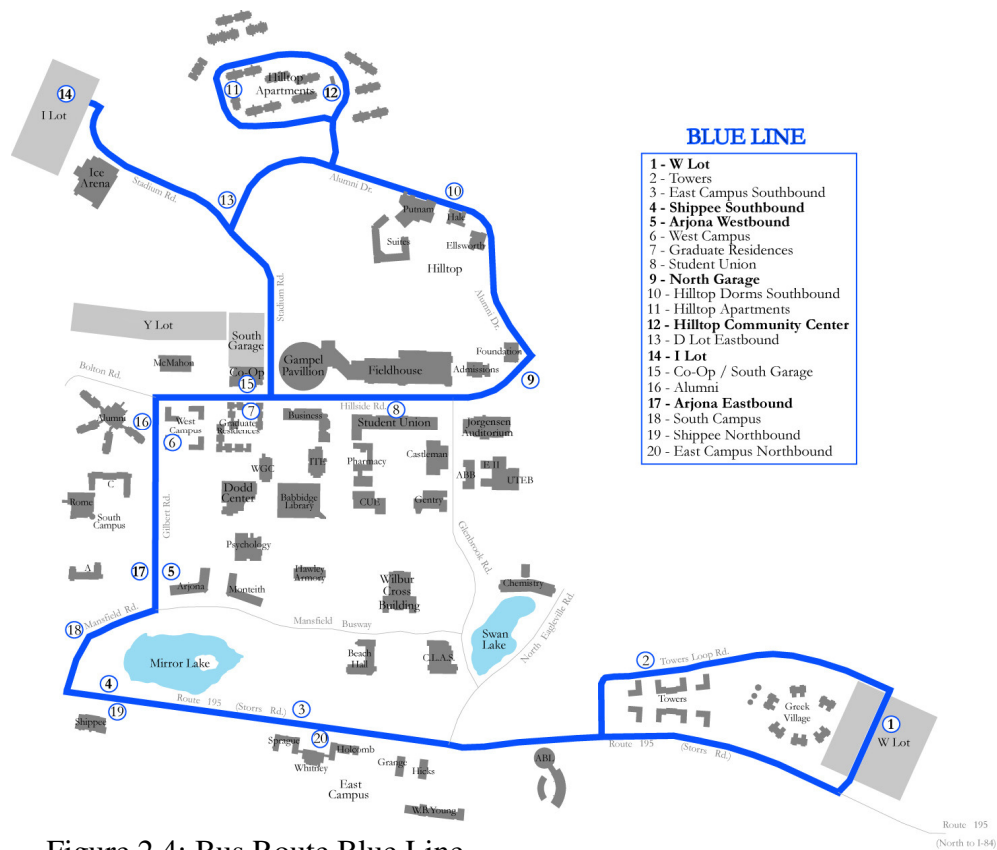 14
I Lot
Ice
Arena
Stadium Rd.
13
11
Hilltop
Apartments
12
Alumni Dr.
10
Putnam
Hale
Suites
Ellsworth
Hilltop
Alumni Dr.
Stadium Rd.
Y Lot
South
Garage
McMahon
Co-Op
15
Gampel
Pavilion
Fieldhouse
Admissions
Foundation
9
Bolton Rd.
Hillside Rd.
Alumni
16
West
Campus
6
7
Graduate
Residences
Business
8
Student Union
Jorgensen
Auditorium
WGC
ITE
Pharmacy
Castleman
ABB
E II
UTEB
C
Rome
South
Campus
Gilbert Rd.
Dodd
Center
Babbidge
Library
CUE
Gentry
Glenbrook Rd.
Psychology
A
17
5
Arjona
Monteith
Hawley
Armory
Wilbur
Cross
Building
Chemistry
Mansfield Rd.
18
Mansfield Busway
Swan
Lake
North Eagleville Rd.
Mirror Lake
Beach
Hall
C.L.A.S.
4
19
Shippee
Route 195 (Storrs Rd.)
3
20
Sprague
Holcomb
Whitney
East
Campus
Grange
Hicks
W.B.Young
ABL
2
Towers Loop Rd.
Towers
Greek
Village
1
W Lot
Route 195 (Storrs Rd.)
Route 195
(North to I-84)
BLUE LINE
1 - W Lot
2 - Towers
3 - East Campus Southbound
4 - Shippee Southbound
5 - Arjona Westbound
6 - West Campus
7 - Graduate Residences
8 - Student Union
9 - North Garage
10 - Hilltop Dorms Southbound
11 - Hilltop Apartments
12 - Hilltop Community Center
13 - D Lot Eastbound
14 - I Lot
15 - Co-Op / South Garage
16 - Alumni
17 - Arjona Eastbound
18 - South Campus
19 - Shippee Northbound
20 - East Campus Northbound
Figure 2.4: Bus Route Blue Line